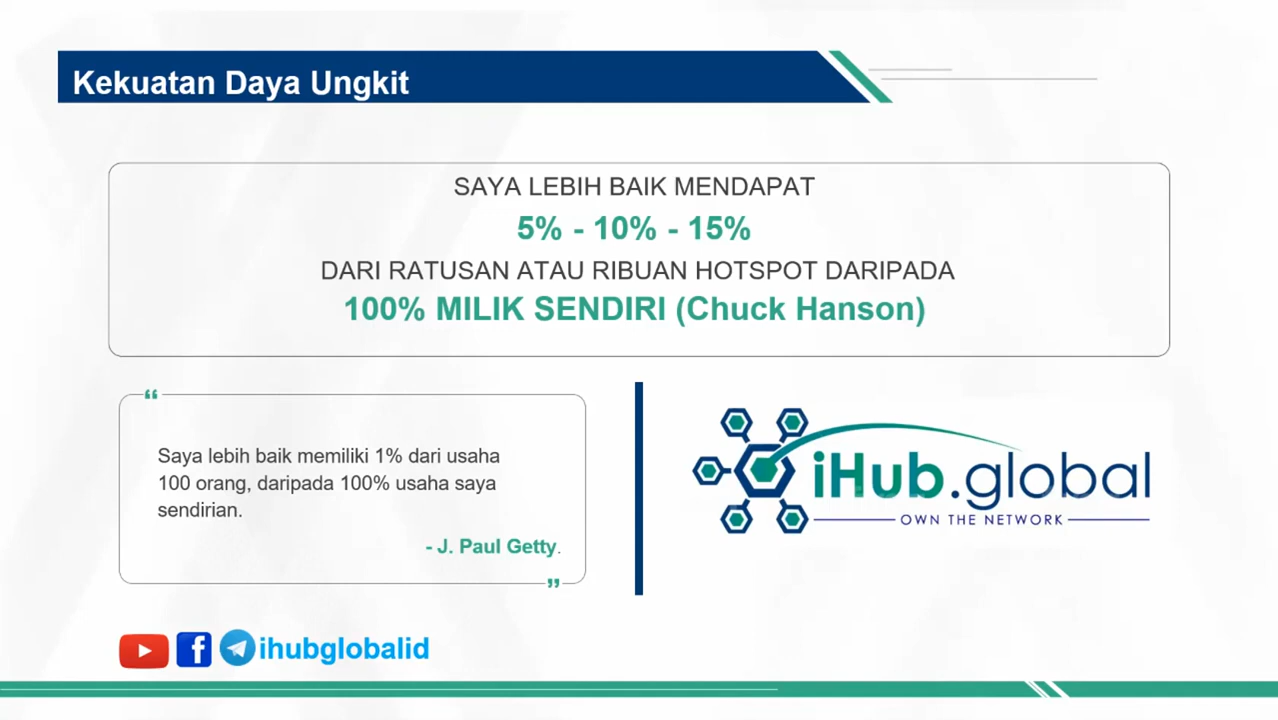 Kekuatan Daya Ungkit
SAYA LEBIH BAIK MENDAPAT
5% - 10% - 15%
DARI RATUSAN ATAU RIBUAN HOTSPOT DARIPADA
100% MILIK SENDIRI (Chuck Hanson)
“
Saya lebih baik memiliki 1% dari usaha
100 orang, daripada 100% usaha saya
sendirian.
- J. Paul Getty.
”
iHub.global
OWN THE NETWORK
ihubglobalid